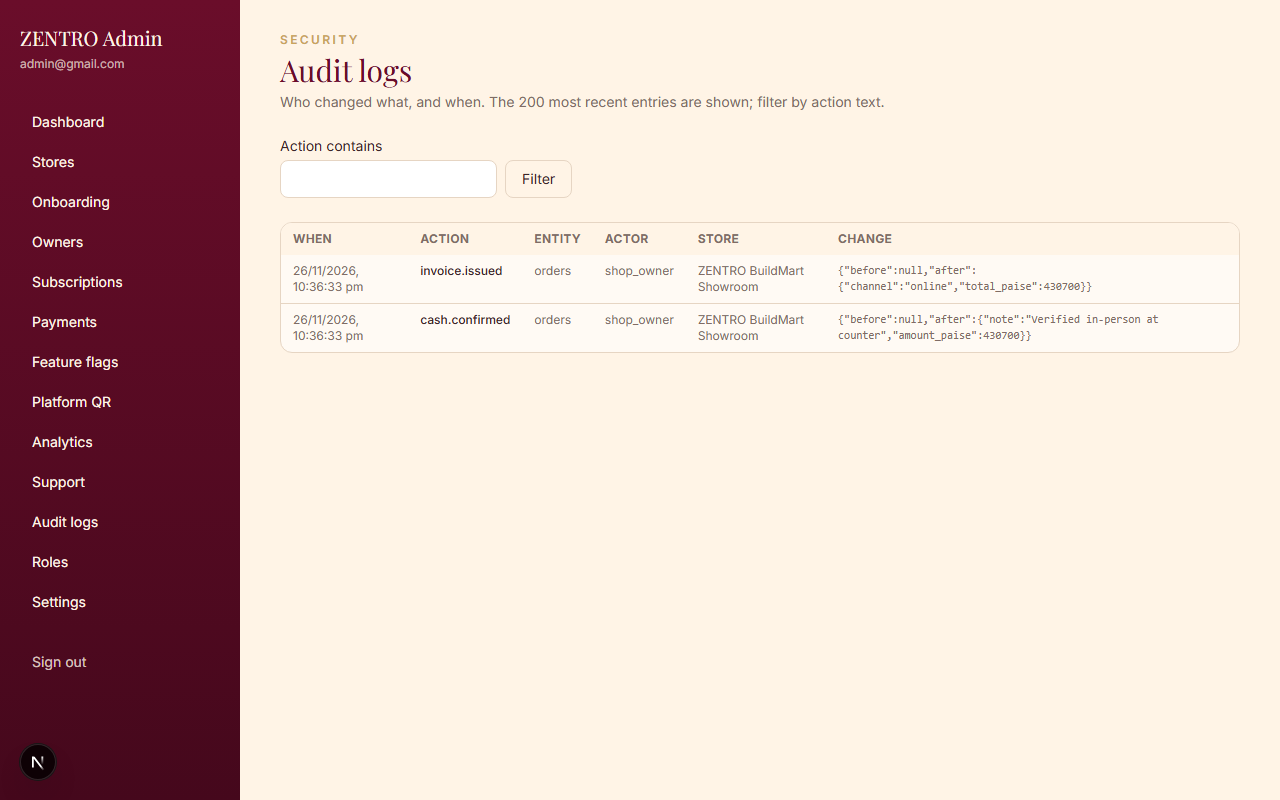 ZENTRO Admin
admin@gmail.com
Dashboard
Stores
Onboarding
Owners
Subscriptions
Payments
Feature flags
Platform QR
Analytics
Support
Audit logs
Roles
Settings
Sign out
N
SECURITY
Audit logs
Who changed what, and when. The 200 most recent entries are shown; filter by action text.
Action contains
Filter
WHEN ACTION ENTITY ACTOR STORE CHANGE
26/11/2026, invoice.issued orders shop_owner ZENTRO BuildMart {"before":null,"after":
10:36:33 pm Showroom {"channel":"online","total_paise":430700}}
26/11/2026, cash.confirmed orders shop_owner ZENTRO BuildMart {"before":null,"after":{"note":"Verified in-person at
10:36:33 pm Showroom counter","amount_paise":430700}}